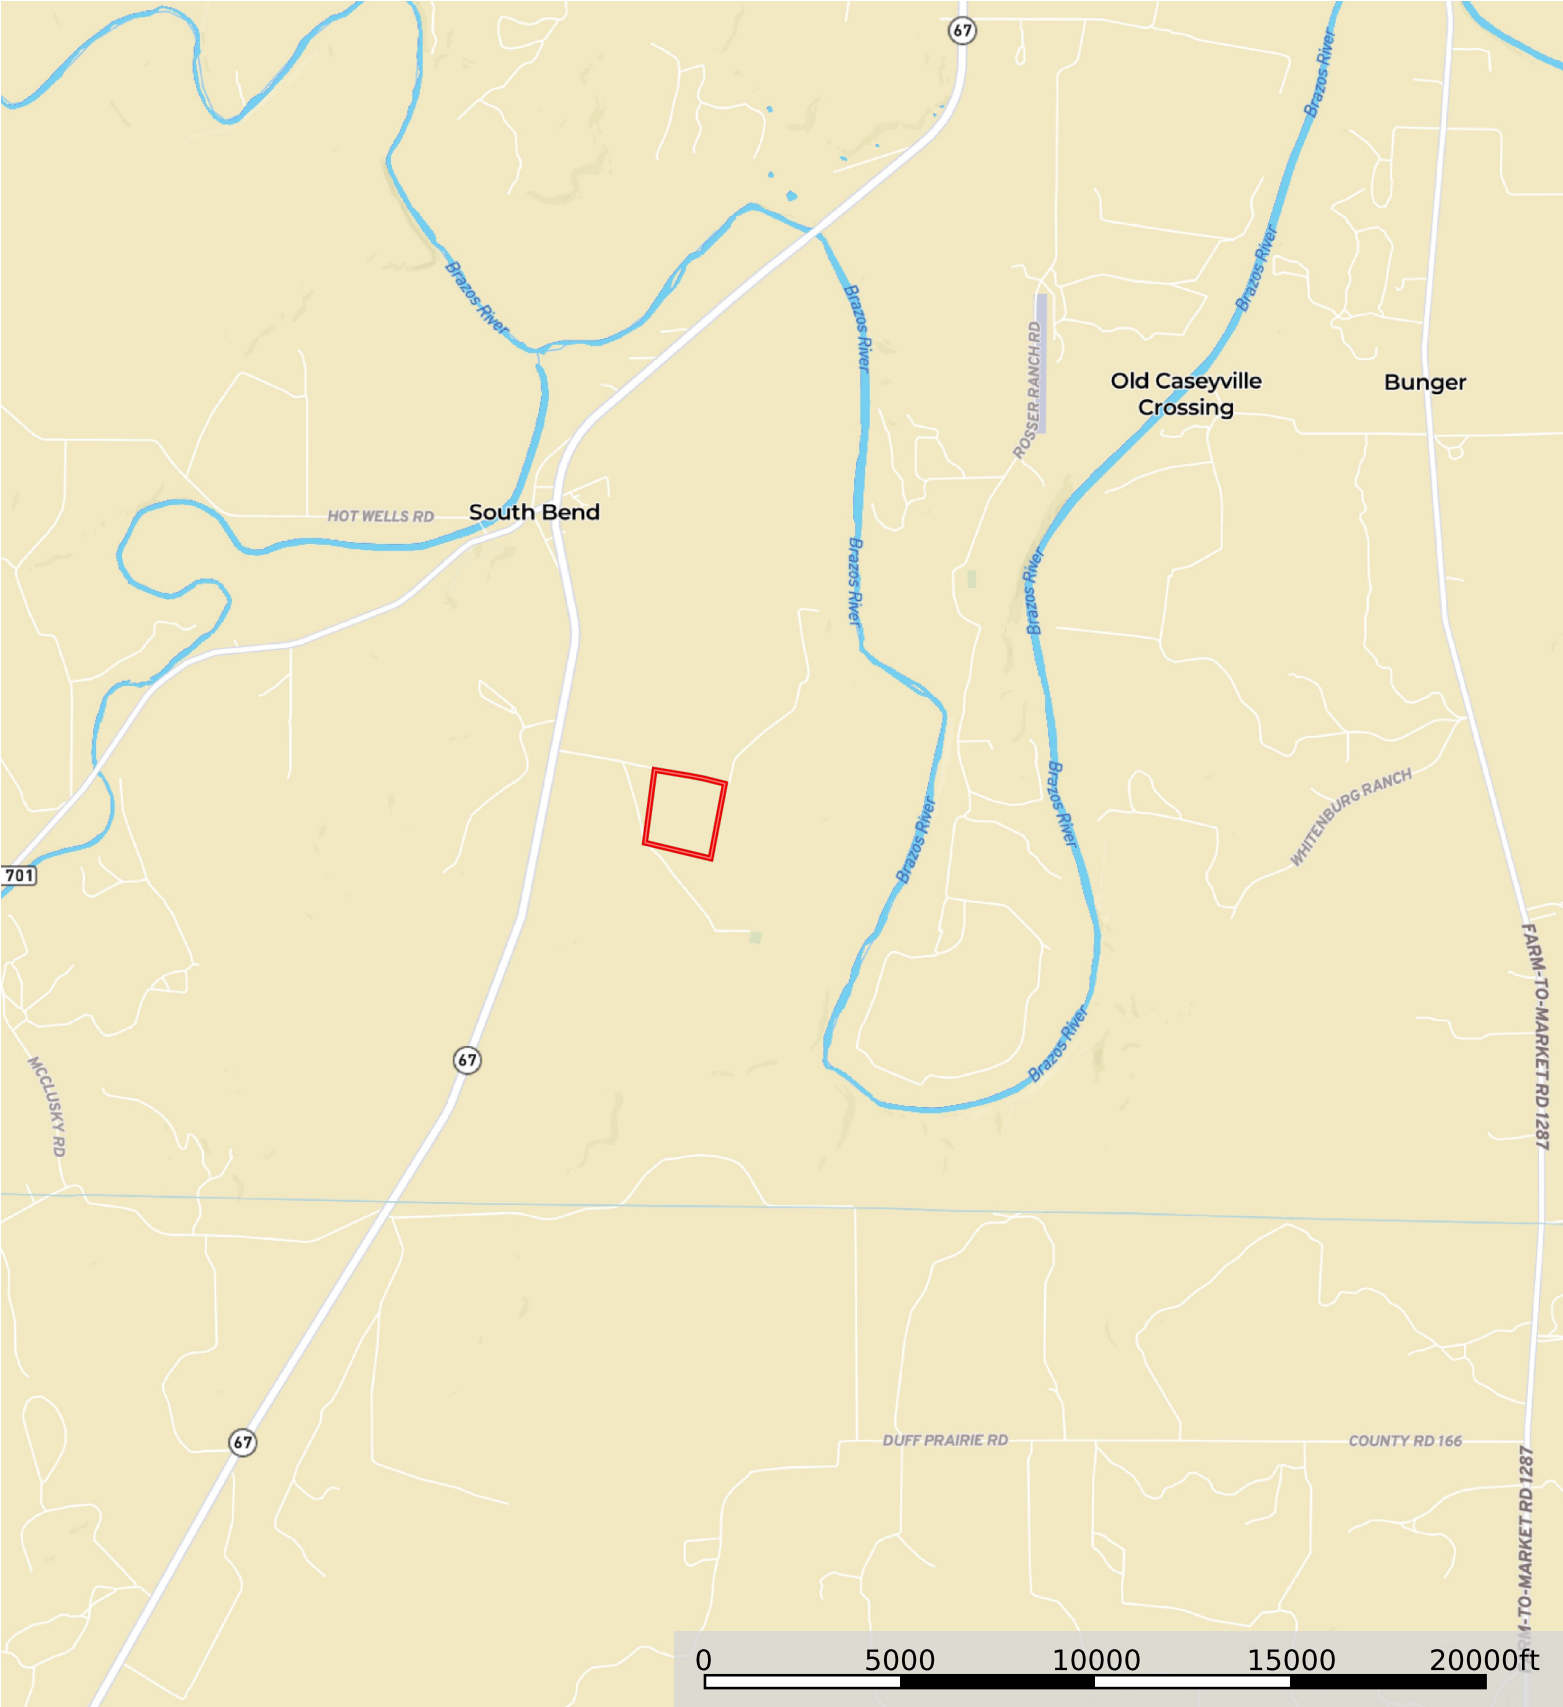 67
Brazos River
Brazos River
Brazos River
Brazos River
ROSSER RANCH RD
Old Caseyville
Crossing
Bunger
HOT WELLS RD
South Bend
Brazos River
Brazos River
Brazos River
Brazos River
WHITENBURG RANCH
701
FARM-TO-MARKET RD 1287
Brazos River
67
MCCLUSKY RD
67
DUFF PRAIRIE RD
COUNTY RD 166
FARM-TO-MARKET RD 1287
0 5000 10000 15000 20000ft